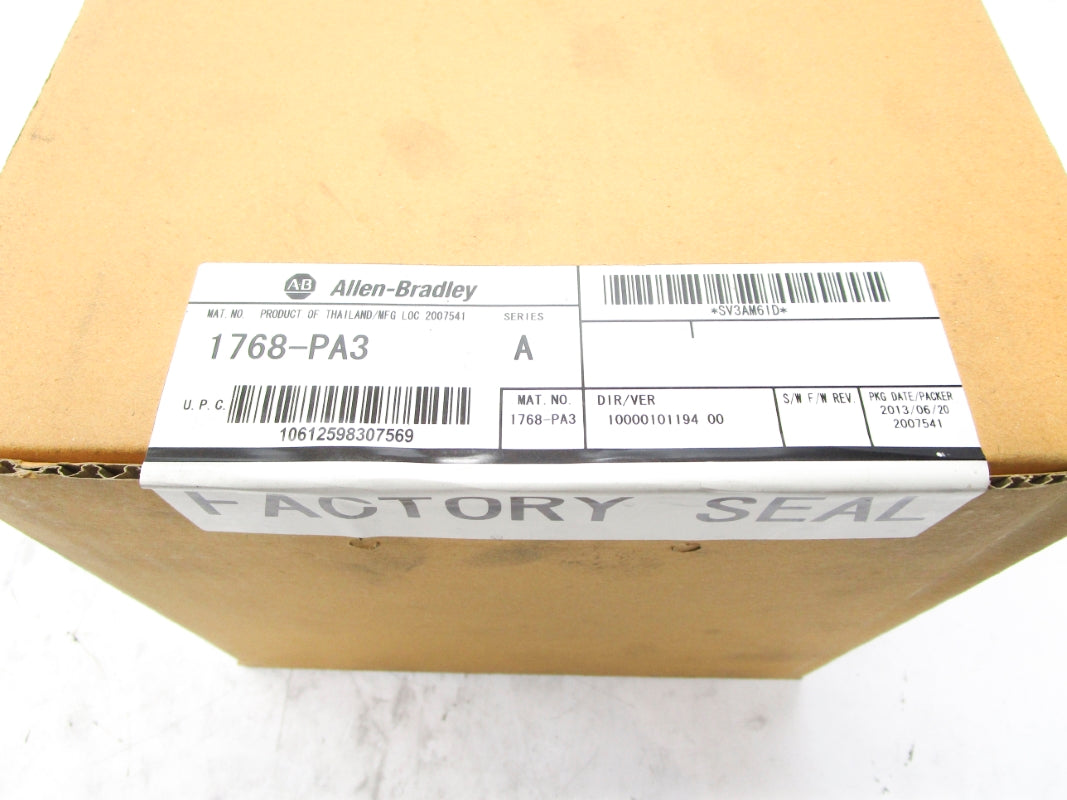 A-B Allen-Bradley
MAT. NO. PRODUCT OF THAILAND/MFG LOC 2007541 SERIES
1768-PA3 A
U.P.C.
10612598307569
*SV3AM6ID*
MAT. NO. DIR/VER S/W F/W REV. PKG DATE/PACKER
1768-PA3 10000101194 00 2013/06/20
2007541
FACTORY SEAL